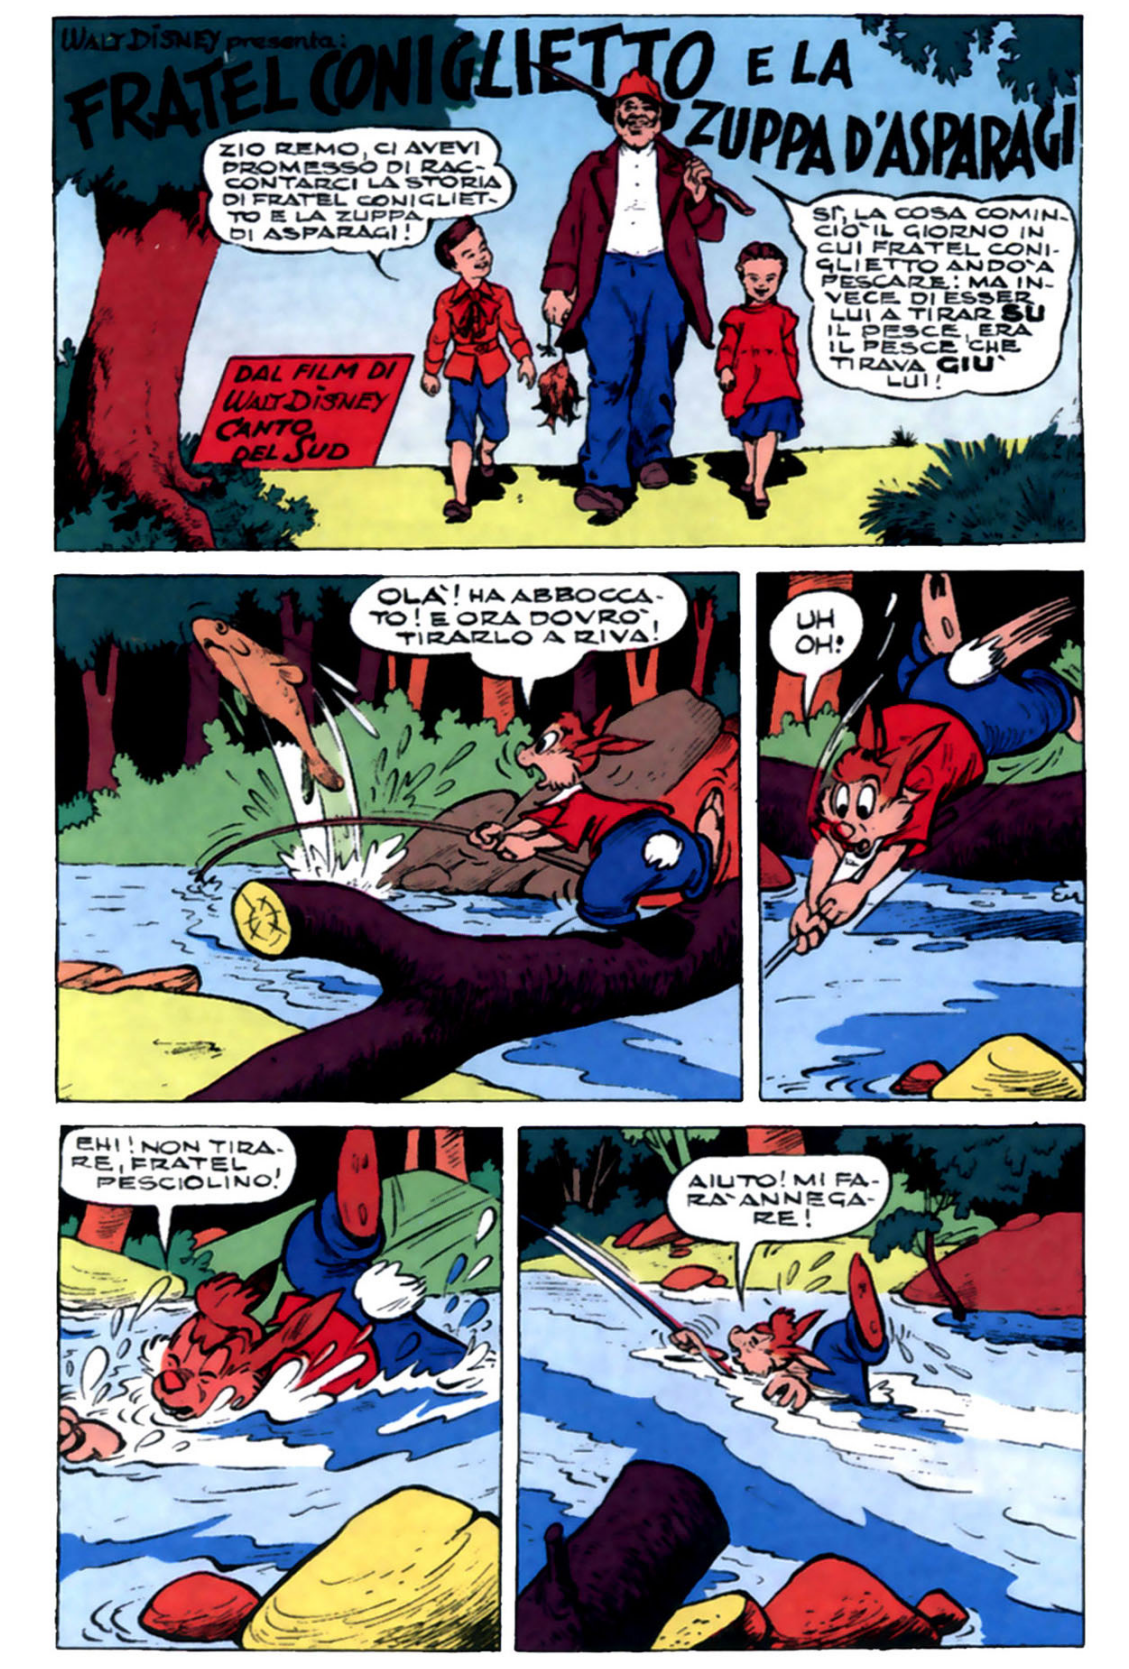 WALT DISNEY presenta:
FRATEL CONIGLIETTO E LA
ZUPPA D'ASPARAGI
ZIO REMO, CI AVEVI
PROMESSO DI RAC-
CONTARCI LA STORIA
DI FRATEL CONIGLIET-
TO E LA ZUPPA
DI ASPARAGI!
SÌ, LA COSA COMIN-
CIÒ IL GIORNO IN
CUI FRATEL CONI-
GLIETTO ANDÒ A
PESCARE: MA IN-
VECE DI ESSER
LUI A TIRAR SU
IL PESCE, ERA
IL PESCE CHE
TIRAVA GIÙ
LUI!
DAL FILM DI
WALT DISNEY
CANTO
DEL SUD
OLÀ! HA ABBOCCA-
TO! E ORA DOVRÒ
TIRARLO A RIVA!
UH
OH!
EHI! NON TIRA-
RE, FRATEL
PESCIOLINO!
AIUTO! MI FA-
RÀ ANNEGA-
RE!